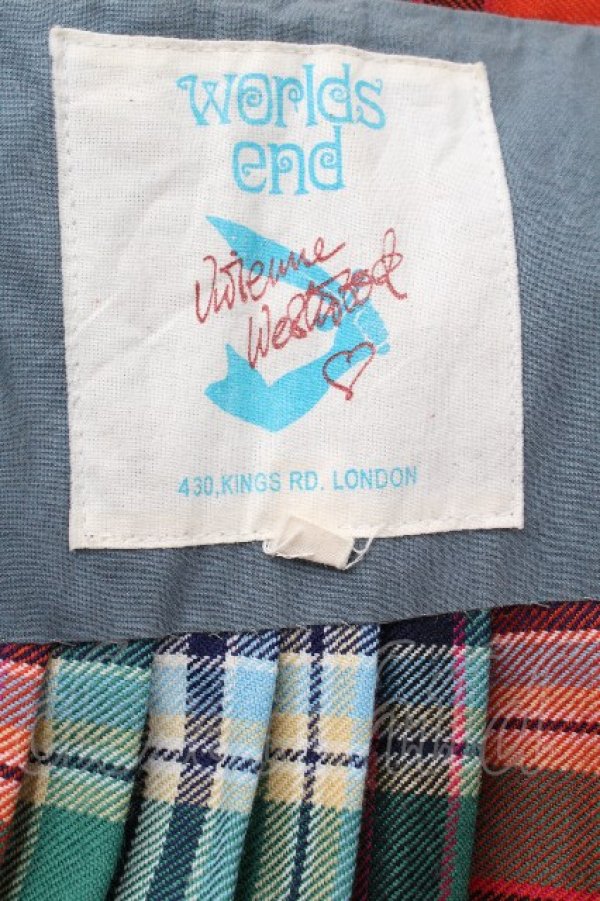 worlds
end
Vivienne
Westwood
430,KINGS RD. LONDON